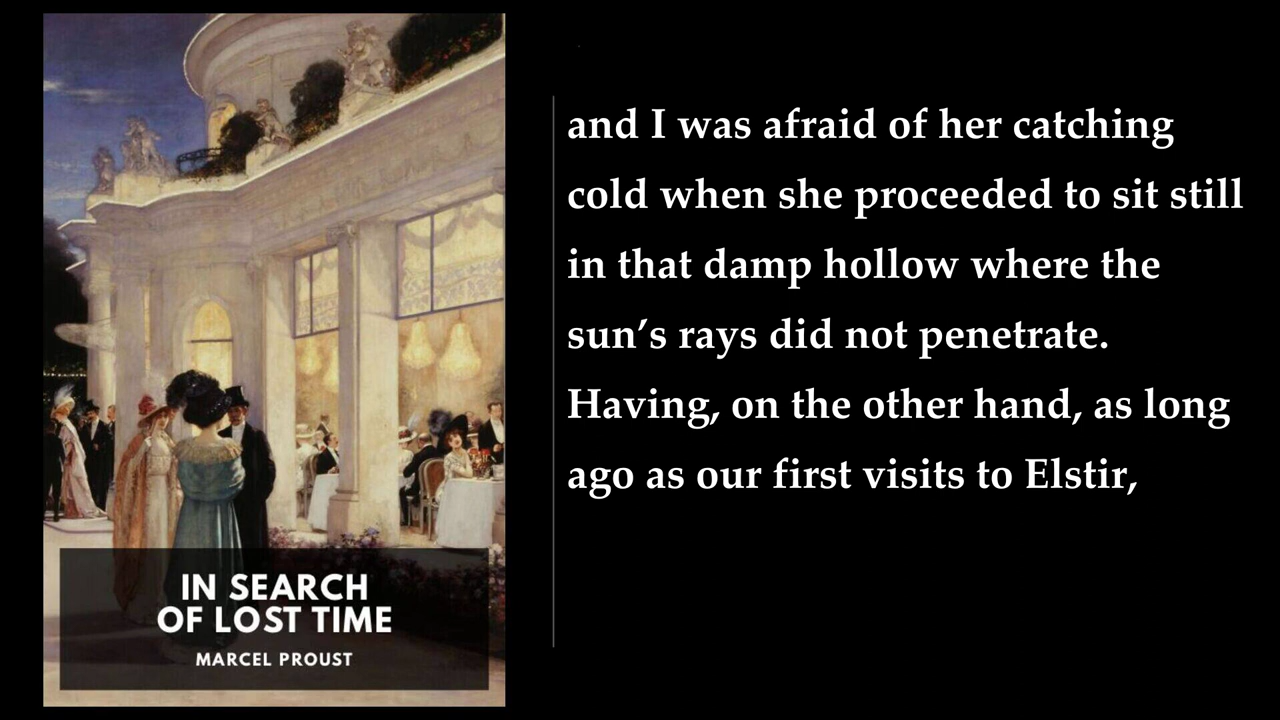 and I was afraid of her catching
cold when she proceeded to sit still
in that damp hollow where the
sun’s rays did not penetrate.
Having, on the other hand, as long
ago as our first visits to Elstir,
IN SEARCH
OF LOST TIME
MARCEL PROUST